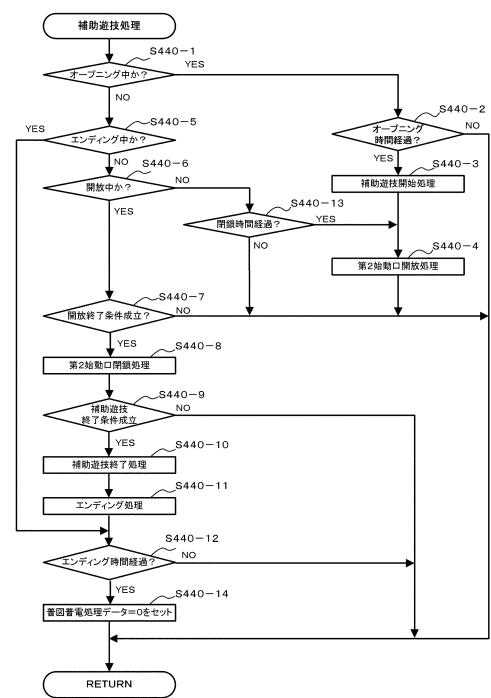 補助遊技処理
S440-1
オープニング中か?
YES
NO
S440-2
オープニング
時間経過?
NO
YES
S440-5
YES
エンディング中か?
NO
S440-3
補助遊技開始処理
S440-6
開放中か?
NO
YES
S440-13
閉鎖時間経過?
YES
NO
S440-4
第2始動口開放処理
S440-7
開放終了条件成立?
NO
YES
S440-8
第2始動口閉鎖処理
S440-9
補助遊技
終了条件成立
NO
YES
S440-10
補助遊技終了処理
S440-11
エンディング処理
S440-12
エンディング時間経過?
NO
YES
S440-14
普図普電処理データ=0をセット
RETURN